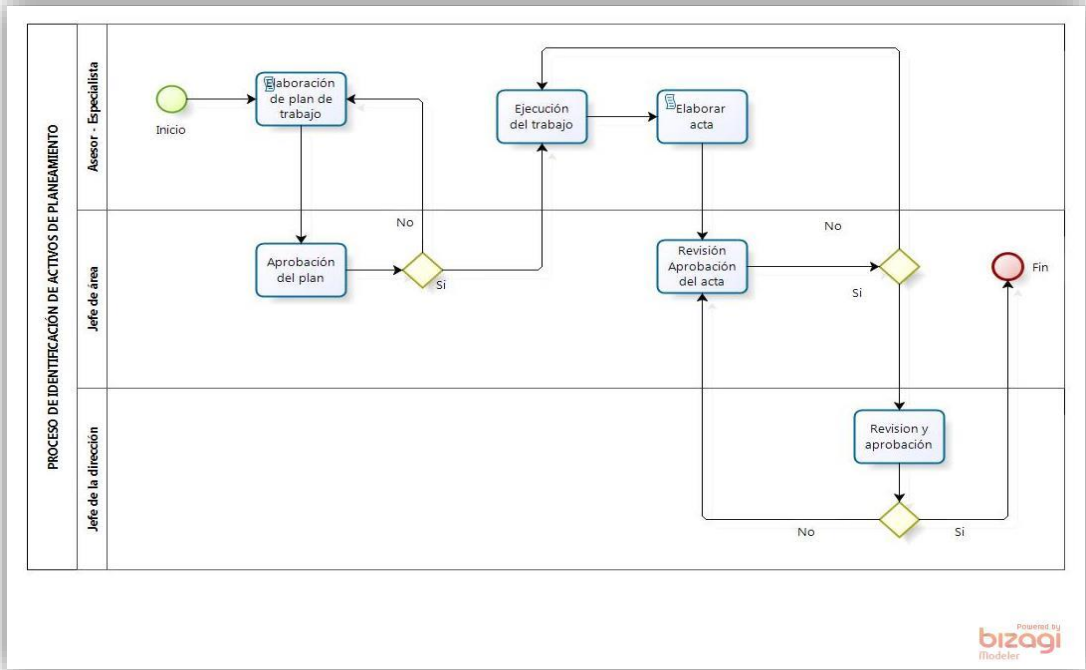 PROCESO DE IDENTIFICACIÓN DE ACTIVOS DE PLANEAMIENTO
Asesor - Especialista
Inicio
Elaboración
de plan de
trabajo
Ejecución
del trabajo
Elaborar
acta
Jefe de área
Aprobación
del plan
No
Si
Revisión
Aprobación
del acta
No
Si
Fin
Jefe de la dirección
Revision y
aprobación
No
Si
Powered by
bizagi
Modeler